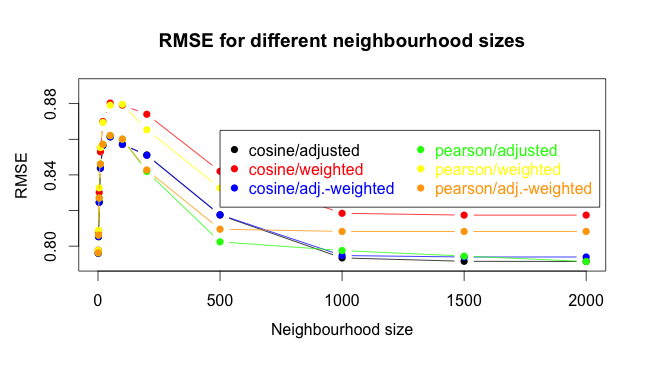 RMSE for different neighbourhood sizes
RMSE
0.88
0.84
0.80
cosine/adjusted
cosine/weighted
cosine/adj.-weighted
pearson/adjusted
pearson/weighted
pearson/adj.-weighted
0 500 1000 1500 2000
Neighbourhood size